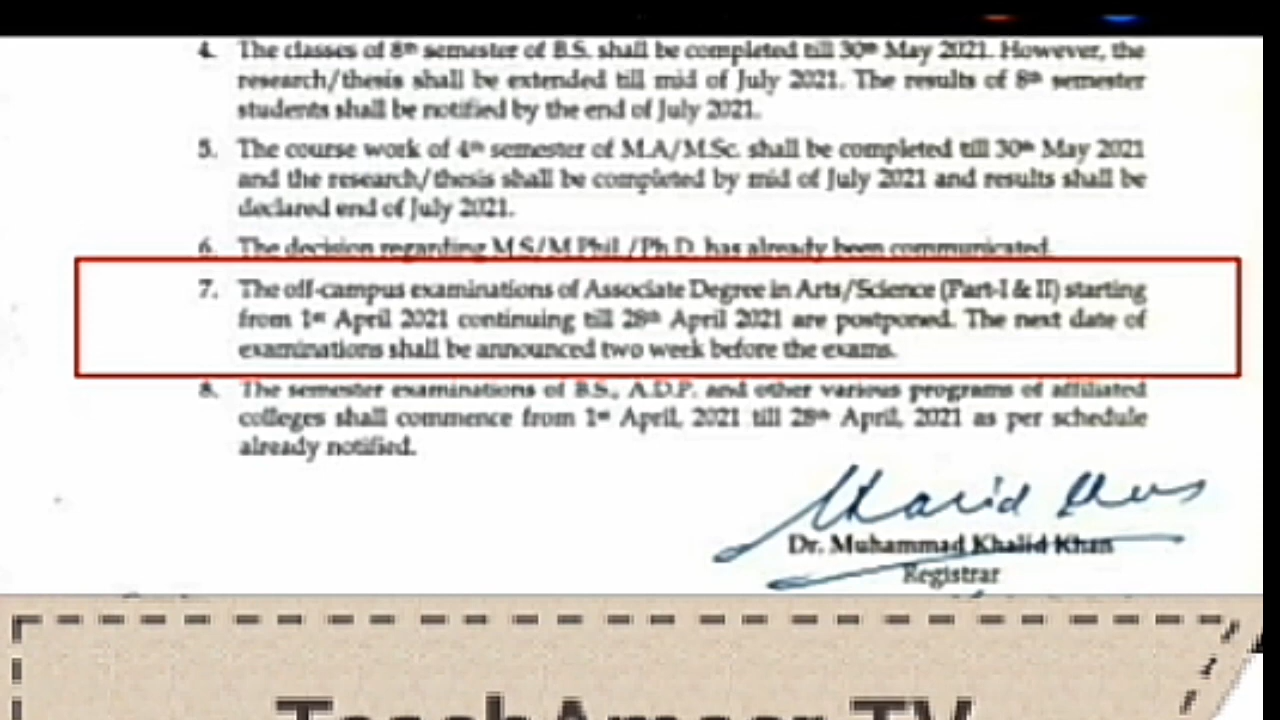 4. The classes of 8th semester of B.S. shall be completed till 30th May 2021. However, the
research/thesis shall be extended till mid of July 2021. The results of 8th semester
students shall be notified by the end of July 2021.
5. The course work of 4th semester of M.A/M.Sc. shall be completed till 30th May 2021
and the research/thesis shall be completed by mid of July 2021 and results shall be
declared end of July 2021.
6. The decision regarding M.S/M.Phil./Ph.D. has already been communicated.
7. The off-campus examinations of Associate Degree in Arts/Science (Part-I & II) starting
from 1st April 2021 continuing till 28th April 2021 are postponed. The next date of
examinations shall be announced two week before the exams.
8. The semester examinations of B.S., A.D.P. and other various programs of affiliated
colleges shall commence from 1st April, 2021 till 28th April, 2021 as per schedule
already notified.
Dr. Muhammad Khalid Khan
Registrar